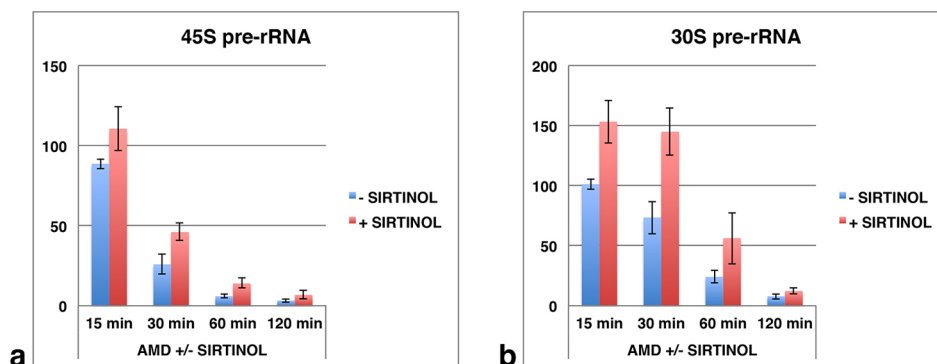 45S pre-rRNA
150
100
50
0
15 min 30 min 60 min 120 min
AMD +/- SIRTINOL
- SIRTINOL
+ SIRTINOL
a
30S pre-rRNA
200
150
100
50
0
15 min 30 min 60 min 120 min
AMD +/- SIRTINOL
- SIRTINOL
+ SIRTINOL
b